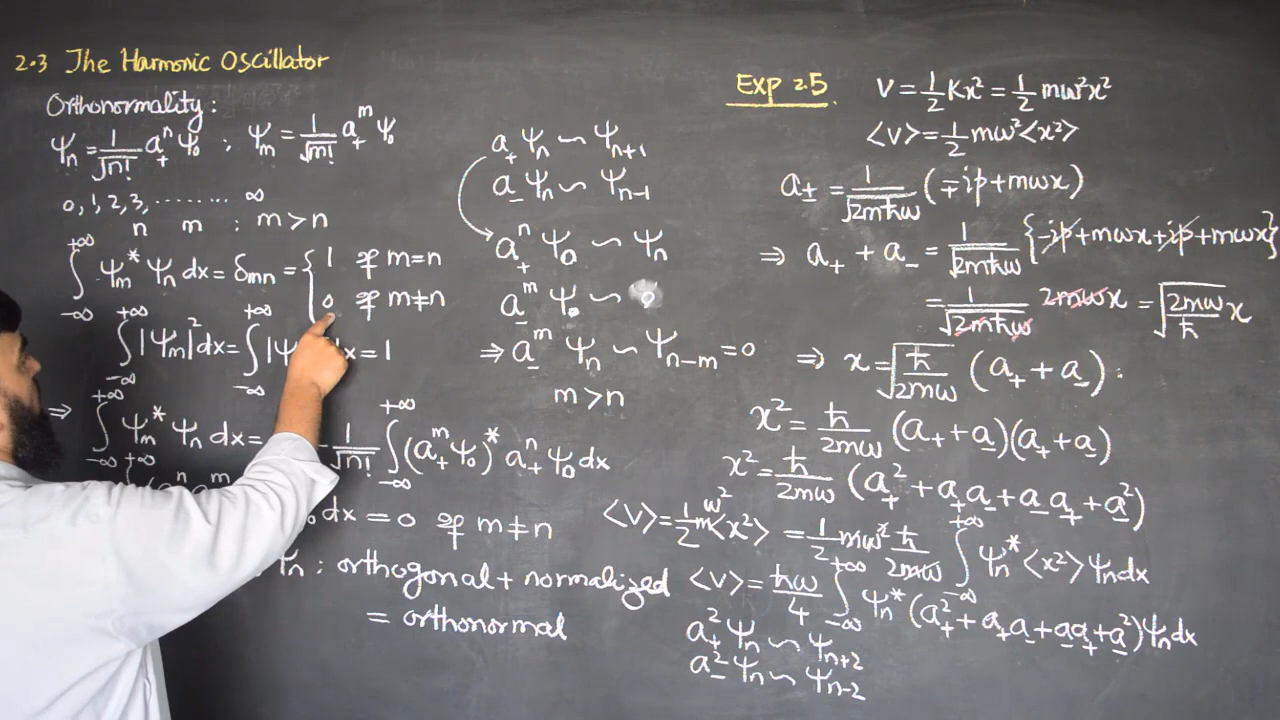 2.3 The Harmonic Oscillator
Orthonormality:
Ψn = 1/√n! a₊ⁿ Ψ₀ ; Ψm = 1/√m! a₊ᵐ Ψ₀
0, 1, 2, 3, ........ ∞
n m : m > n
∫₋∞⁺∞ Ψm* Ψn dx = δmn = { 1 if m=n
0 if m≠n
∫₋∞⁺∞ |Ψm|² dx = ∫₋∞⁺∞ |Ψ dx = 1
⇒ ∫₋∞⁺∞ Ψm* Ψn dx = 1/√n! ∫₋∞⁺∞ (a₊ᵐ Ψ₀)* a₊ⁿ Ψ₀ dx
dx = 0 if m≠n
Ψn : orthogonal + normalized
= orthonormal
a₊ Ψn ∽ Ψn+1
a₋ Ψn ∽ Ψn-1
a₊ⁿ Ψ₀ ∽ Ψn
a₋ᵐ Ψ₀ ∽ 0
⇒ a₋ᵐ Ψn ∽ Ψn-m = 0
m > n
Exp 2.5
V = 1/2 Kx² = 1/2 mω²x²
<V> = 1/2 mω² <x²>
a± = 1/√2mħω (∓ip + mωx)
⇒ a₊ + a₋ = 1/√2mħω {-ip + mωx + ip + mωx}
= 1/√2mħω 2mωx = √2mω/ħ x
⇒ x = √ħ/2mω (a₊ + a₋) :
x² = ħ/2mω (a₊ + a₋)(a₊ + a₋)
x² = ħ/2mω (a₊² + a₊a₋ + a₋a₊ + a₋²)
<V> = 1/2 mω² <x²> = 1/2 mω² ħ/2mω ∫₋∞⁺∞ Ψn* <x²> Ψn dx
<V> = ħω/4 ∫₋∞⁺∞ Ψn* (a₊² + a₊a₋ + a₋a₊ + a₋²) Ψn dx
a₊² Ψn ∽ Ψn+2
a₋² Ψn ∽ Ψn-2